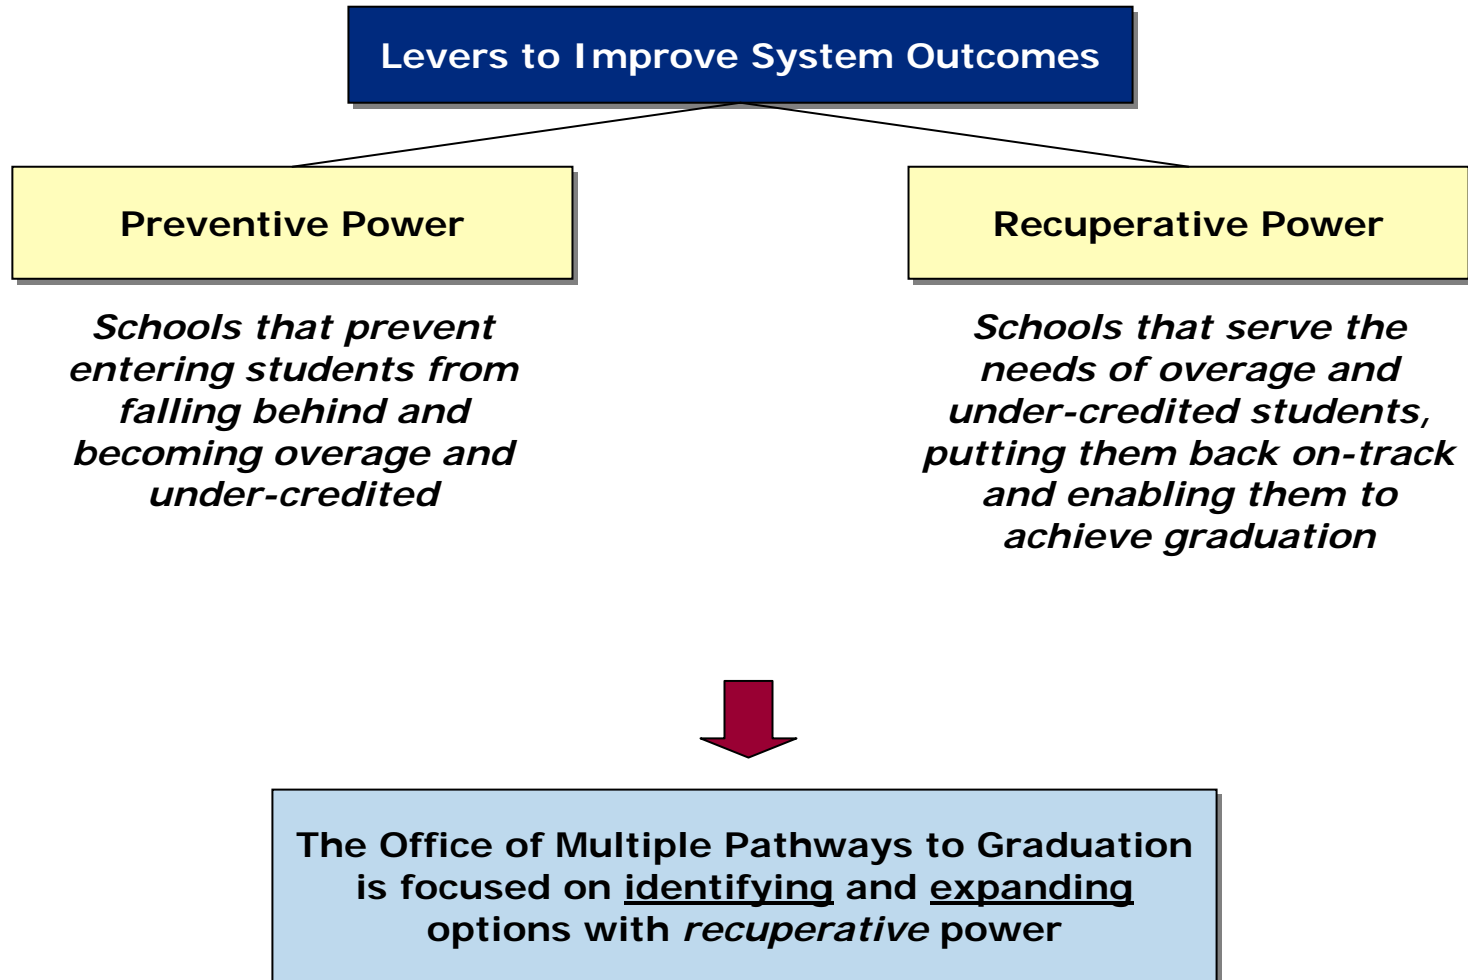 Levers to Improve System Outcomes
Preventive Power
Schools that prevent
entering students from
falling behind and
becoming overage and
under-credited
Recuperative Power
Schools that serve the
needs of overage and
under-credited students,
putting them back on-track
and enabling them to
achieve graduation
The Office of Multiple Pathways to Graduation
is focused on identifying and expanding
options with recuperative power